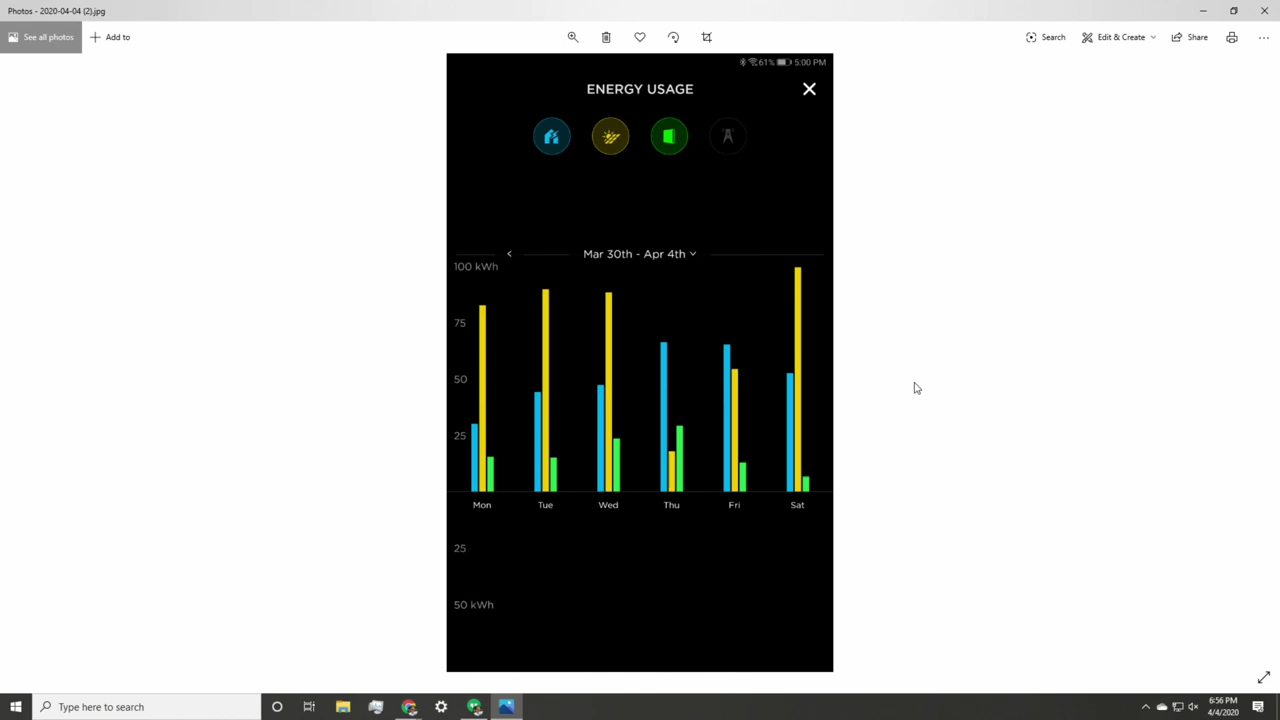 Photos - 2020-04-04 (2).jpg
See all photos
Add to
Search
Edit & Create
Share
61% 5:00 PM
ENERGY USAGE
Mar 30th - Apr 4th
100 kWh
75
50
25
Mon Tue Wed Thu Fri Sat
25
50 kWh
Type here to search
6:56 PM
4/4/2020